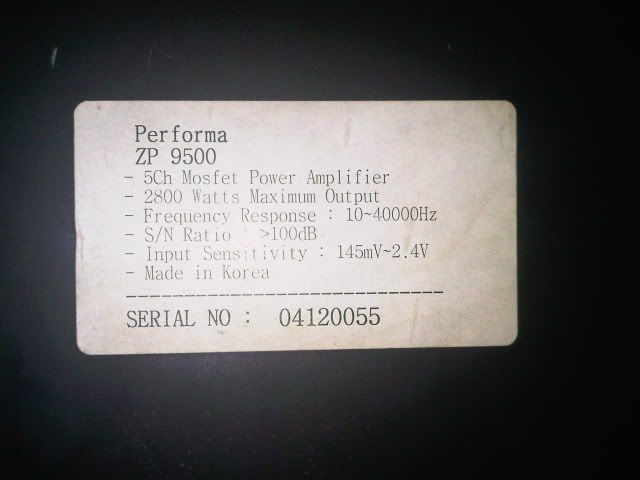 Performa
ZP 9500
- 5Ch Mosfet Power Amplifier
- 2800 Watts Maximum Output
- Frequency Response : 10~40000Hz
- S/N Ratio : >100dB
- Input Sensitivity : 145mV~2.4V
- Made in Korea
------------------------------
SERIAL NO : 04120055